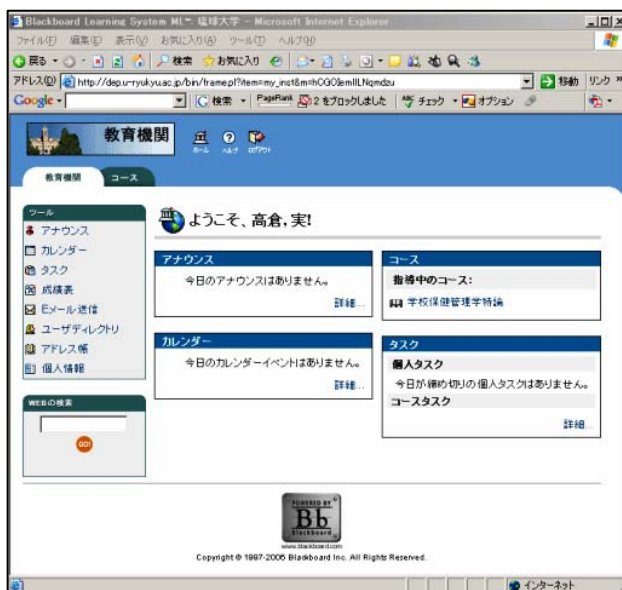 Blackboard Learning System ML™: 琉球大学 - Microsoft Internet Explorer
ファイル(F) 編集(E) 表示(V) お気に入り(A) ツール(T) ヘルプ(H)
戻る 検索 お気に入り
アドレス(D) 移動 リンク »
Google 検索 PageRank 2 をブロックしました チェック オプション
教育機関
ホーム ヘルプ ログアウト
教育機関 コース
ツール
アナウンス
カレンダー
タスク
成績表
Eメール送信
ユーザディレクトリ
アドレス帳
個人情報
WEBの検索
GO!
ようこそ、高倉, 実!
アナウンス
今日のアナウンスはありません。
詳細...
カレンダー
今日のカレンダーイベントはありません。
詳細...
コース
指導中のコース:
学校保健管理学特論
タスク
個人タスク
今日が締め切りの個人タスクはありません。
コースタスク
詳細...
POWERED BY
Bb
Blackboard
www.blackboard.com
Copyright © 1997-2006 Blackboard Inc. All Rights Reserved.
インターネット